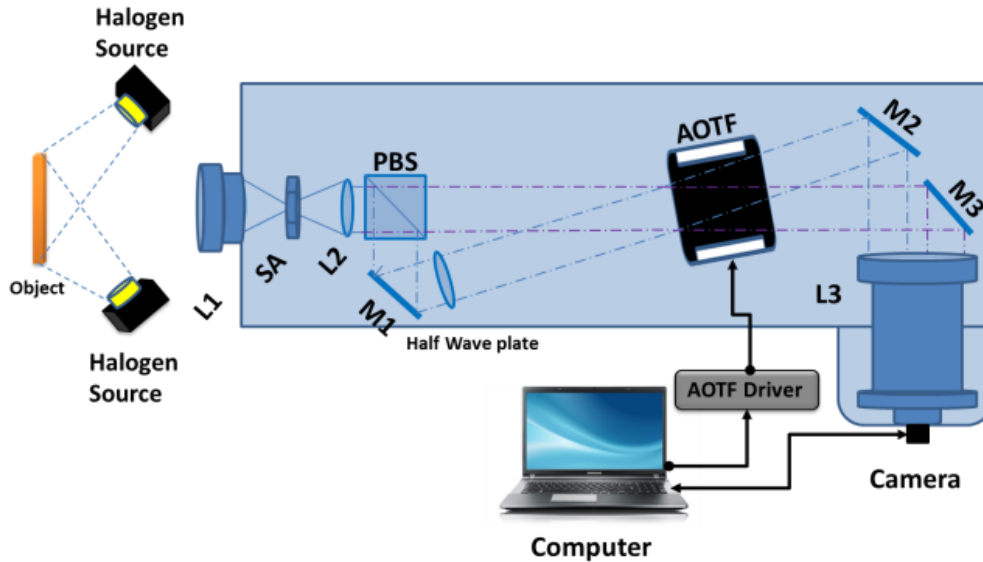 Halogen
Source
Object
Halogen
Source
L1
SA
L2
PBS
M1
Half Wave plate
AOTF
M2
M3
L3
AOTF Driver
Camera
Computer